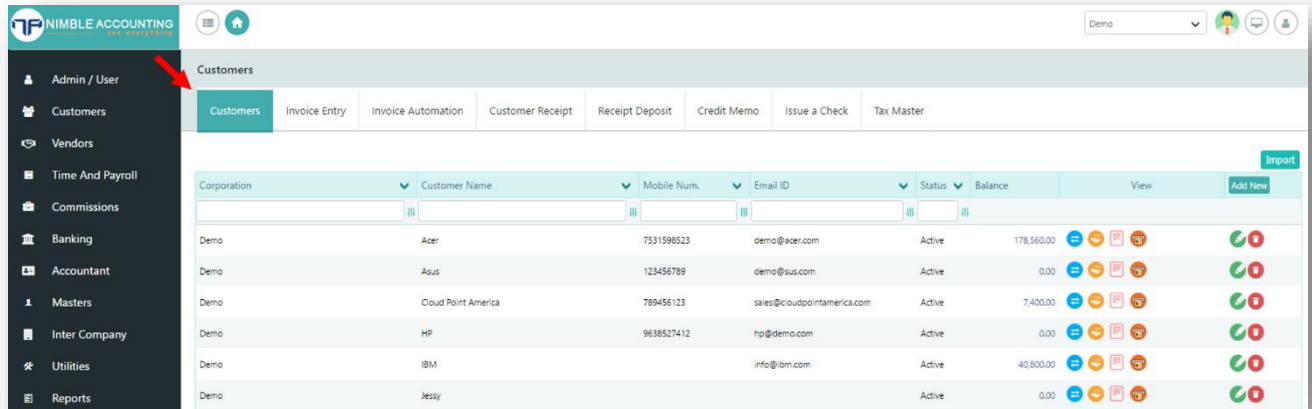 NIMBLE ACCOUNTING
tax everything
Demo
Admin / User
Customers
Vendors
Time And Payroll
Commissions
Banking
Accountant
Masters
Inter Company
Utilities
Reports
Customers
Customers Invoice Entry Invoice Automation Customer Receipt Receipt Deposit Credit Memo Issue a Check Tax Master
Import
Corporation Customer Name Mobile Num. Email ID Status Balance View Add New
Demo Acer 7531598523 demo@acer.com Active 178,560.00
Demo Asus 123456789 demo@sus.com Active 0.00
Demo Cloud Point America 789456123 sales@cloudpointamerica.com Active 7,400.00
Demo HP 9638527412 hp@demo.com Active 0.00
Demo IBM info@ibm.com Active 40,800.00
Demo Jessy Active 0.00